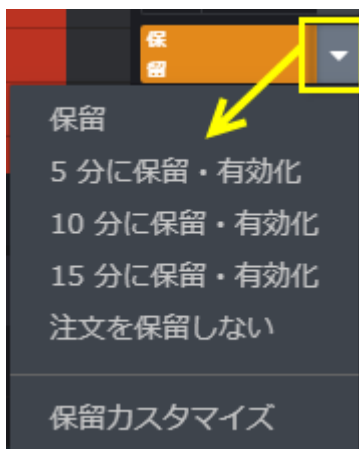 保
留
保留
5 分に保留・有効化
10 分に保留・有効化
15 分に保留・有効化
注文を保留しない
保留カスタマイズ